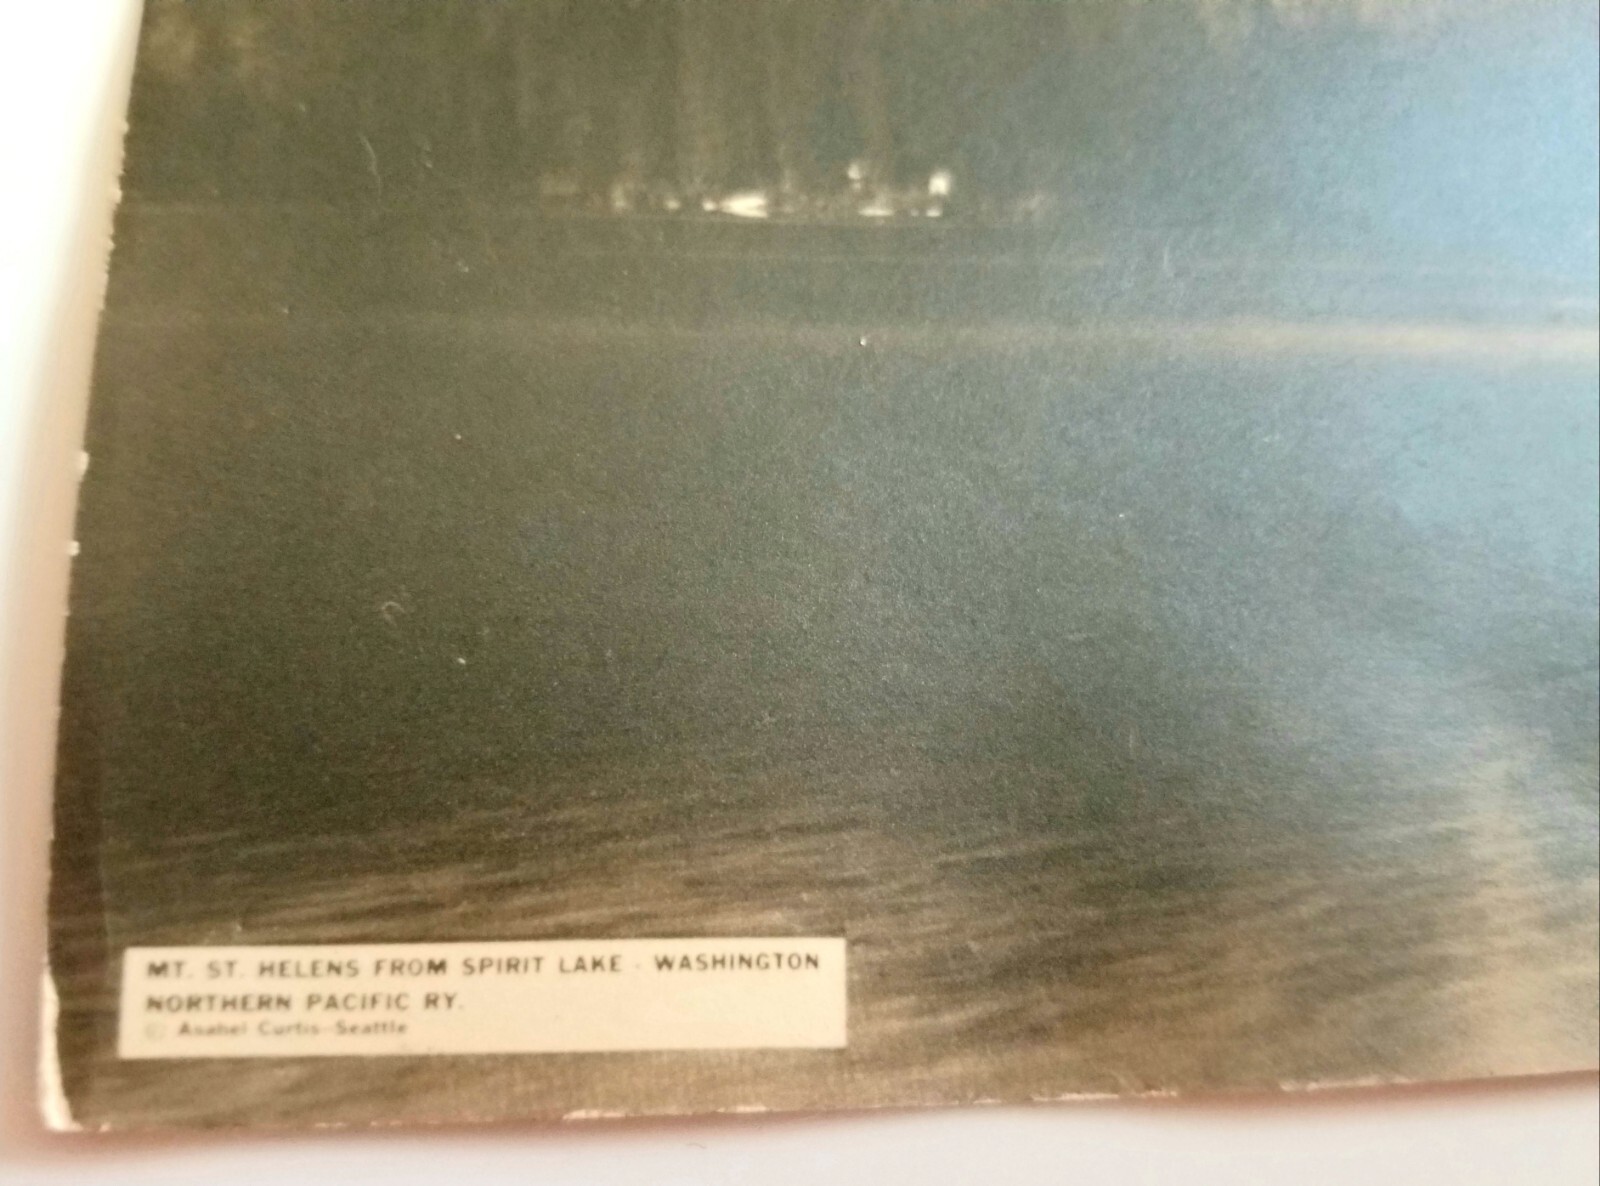 MT. ST. HELENS FROM SPIRIT LAKE - WASHINGTON
NORTHERN PACIFIC RY.
© Asahel Curtis-Seattle